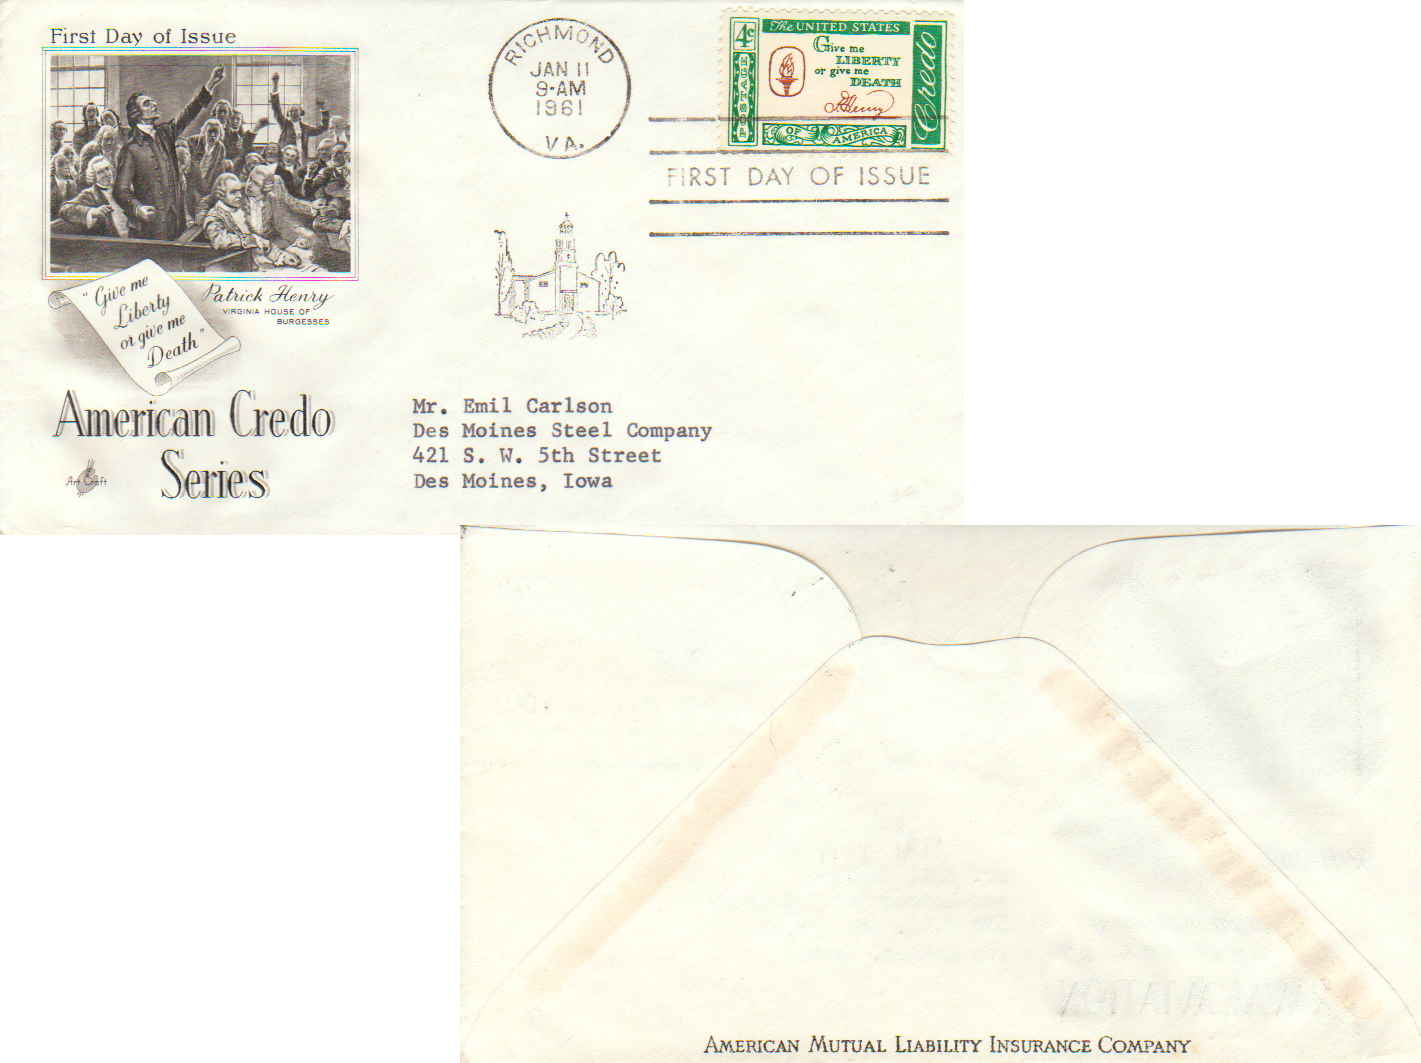 First Day of Issue
"Give me
Liberty
or give me
Death"
Patrick Henry
VIRGINIA HOUSE OF
BURGESSES
American Credo
Series
Art Craft
RICHMOND
JAN 11
9-AM
1961
VA.
4¢
The UNITED STATES
Give me
LIBERTY
or give me
DEATH
P Henry
OF AMERICA
Credo
FIRST DAY OF ISSUE
Mr. Emil Carlson
Des Moines Steel Company
421 S. W. 5th Street
Des Moines, Iowa
AMERICAN MUTUAL LIABILITY INSURANCE COMPANY